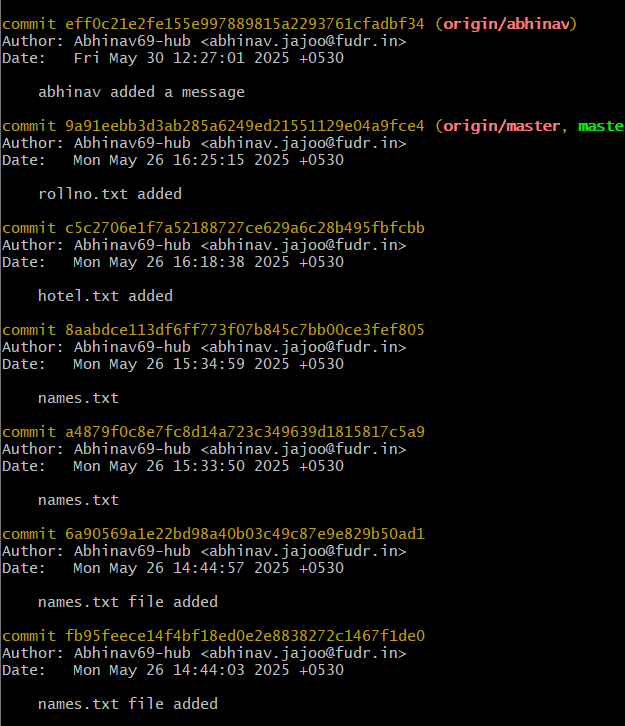 commit eff0c21e2fe155e997889815a2293761cfadbf34 (origin/abhinav)
Author: Abhinav69-hub <abhinav.jajoo@fudr.in>
Date:   Fri May 30 12:27:01 2025 +0530
abhinav added a message
commit 9a91eebb3d3ab285a6249ed21551129e04a9fce4 (origin/master, maste
Author: Abhinav69-hub <abhinav.jajoo@fudr.in>
Date:   Mon May 26 16:25:15 2025 +0530
rollno.txt added
commit c5c2706e1f7a52188727ce629a6c28b495fbfcbb
Author: Abhinav69-hub <abhinav.jajoo@fudr.in>
Date:   Mon May 26 16:18:38 2025 +0530
hotel.txt added
commit 8aabdce113df6ff773f07b845c7bb00ce3fef805
Author: Abhinav69-hub <abhinav.jajoo@fudr.in>
Date:   Mon May 26 15:34:59 2025 +0530
names.txt
commit a4879f0c8e7fc8d14a723c349639d1815817c5a9
Author: Abhinav69-hub <abhinav.jajoo@fudr.in>
Date:   Mon May 26 15:33:50 2025 +0530
names.txt
commit 6a90569a1e22bd98a40b03c49c87e9e829b50ad1
Author: Abhinav69-hub <abhinav.jajoo@fudr.in>
Date:   Mon May 26 14:44:57 2025 +0530
names.txt file added
commit fb95feece14f4bf18ed0e2e8838272c1467f1de0
Author: Abhinav69-hub <abhinav.jajoo@fudr.in>
Date:   Mon May 26 14:44:03 2025 +0530
names.txt file added